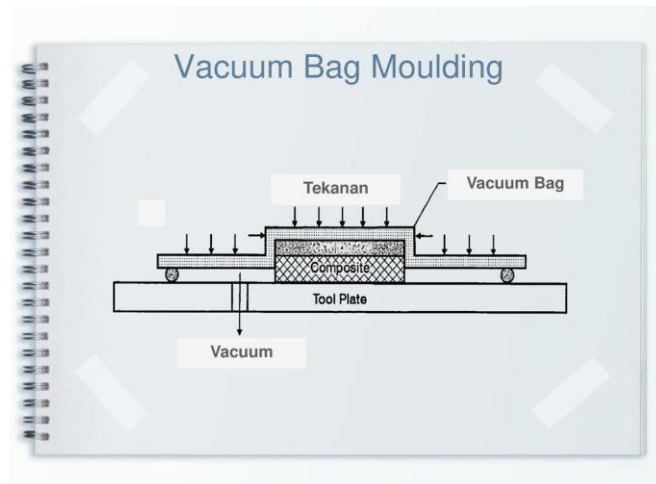 Vacuum Bag Moulding
Tekanan
Vacuum Bag
Composite
Tool Plate
Vacuum